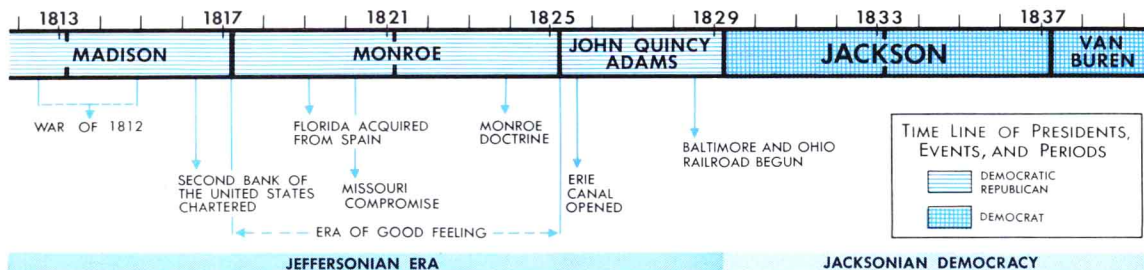 1813 1817 1821 1825 1829 1833 1837
MADISON
MONROE
JOHN QUINCY
ADAMS
JACKSON
VAN
BUREN
WAR OF 1812
SECOND BANK OF
THE UNITED STATES
CHARTERED
FLORIDA ACQUIRED
FROM SPAIN
MISSOURI
COMPROMISE
MONROE
DOCTRINE
ERIE
CANAL
OPENED
BALTIMORE AND OHIO
RAILROAD BEGUN
ERA OF GOOD FEELING
TIME LINE OF PRESIDENTS,
EVENTS, AND PERIODS
DEMOCRATIC
REPUBLICAN
DEMOCRAT
JEFFERSONIAN ERA
JACKSONIAN DEMOCRACY